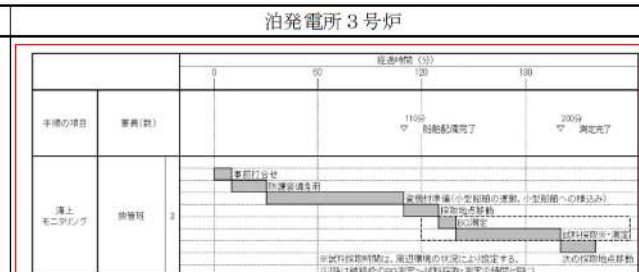 泊発電所3号炉
経過時間（分）
0 60 120 180
手順の項目 要員(数)
110分
▽ 船舶配備完了
200分
▽ 測定完了
海上
モニタリング
放管班
3
事前打合せ
防護装備着用
資機材準備(小型船舶の運搬，小型船舶への積込み)
採取地点移動
BG測定
試料採取※・測定
次の採取地点移動
※試料採取時間は，周辺環境の状況により設定する。